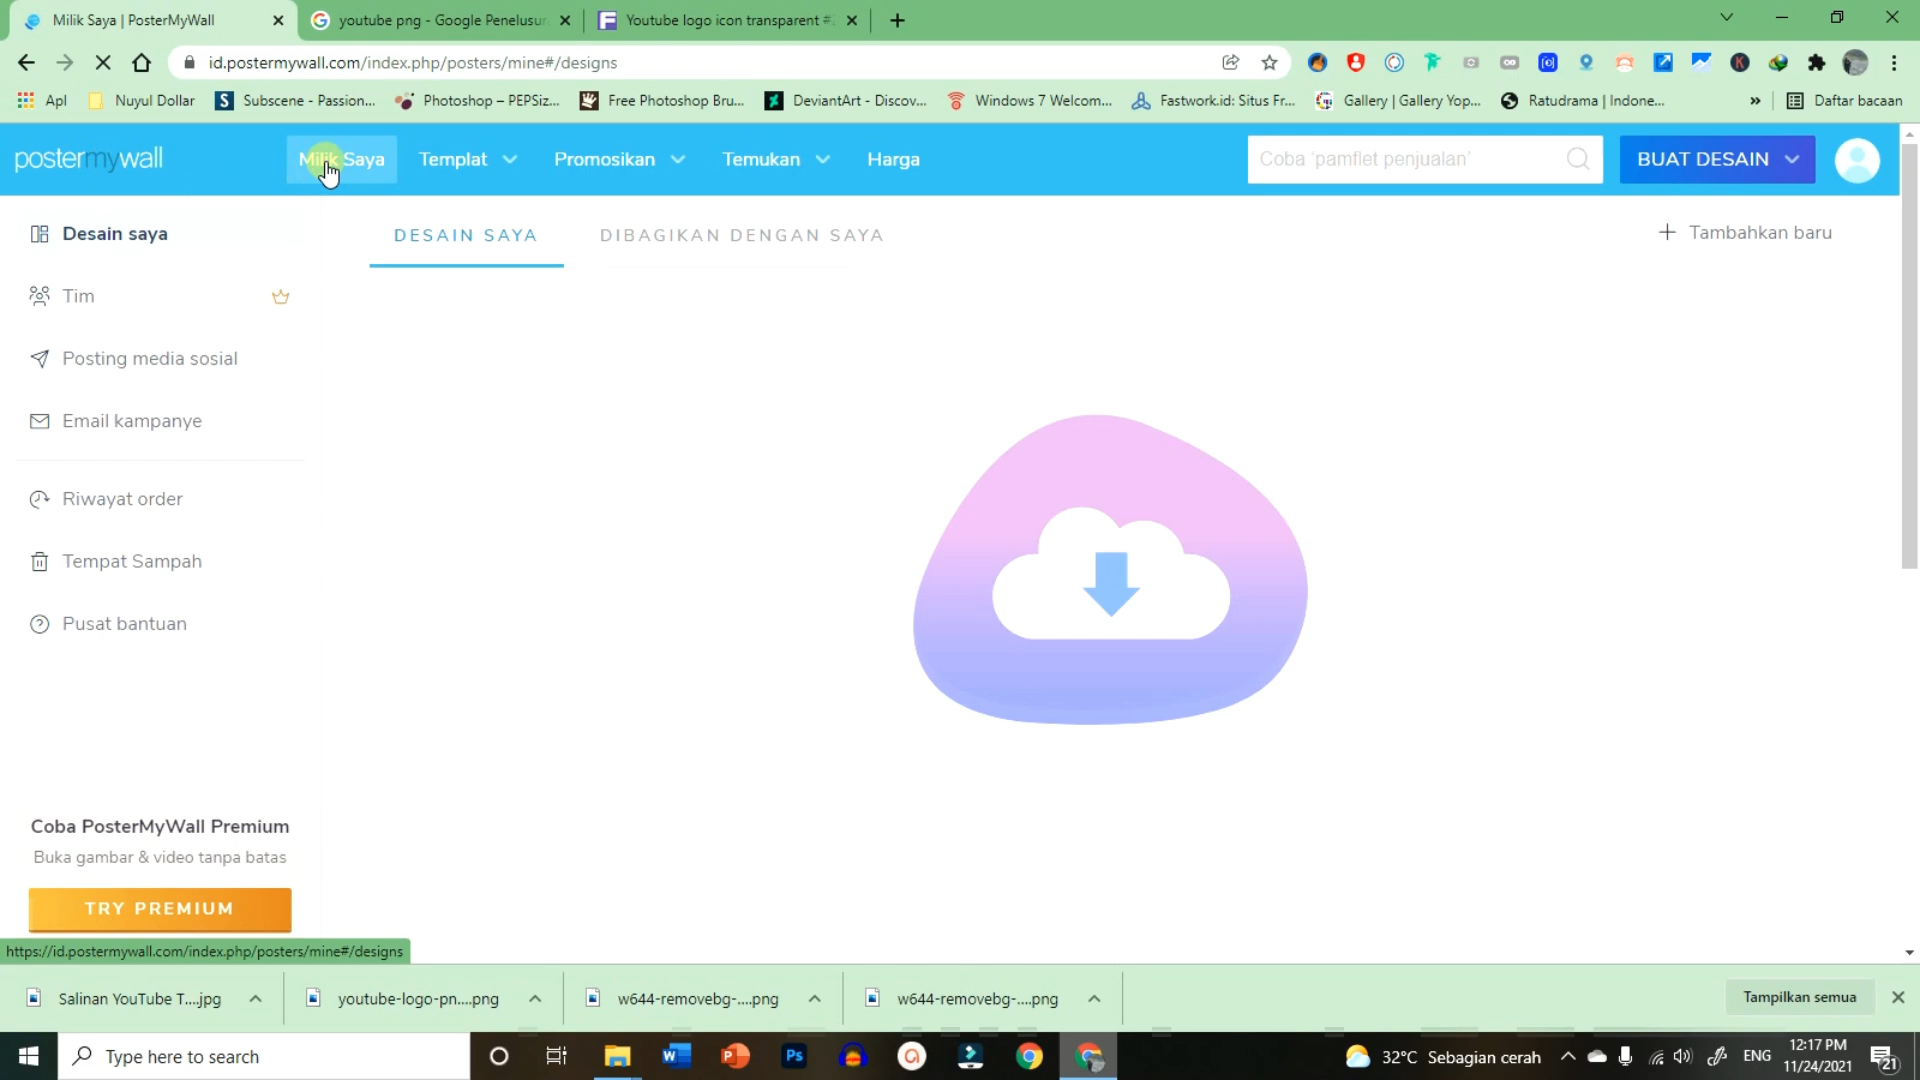 Milik Saya | PosterMyWall
youtube png - Google Penelusur
Youtube logo icon transparent #
id.postermywall.com/index.php/posters/mine#/designs
Apl
Nuyul Dollar
Subscene - Passion...
Photoshop – PEPSiz...
Free Photoshop Bru...
DeviantArt - Discov...
Windows 7 Welcom...
Fastwork.id: Situs Fr...
Gallery | Gallery Yop...
Ratudrama | Indone...
»
Daftar bacaan
postermywall
Milik Saya
Templat
Promosikan
Temukan
Harga
Coba 'pamflet penjualan'
BUAT DESAIN
Desain saya
DESAIN SAYA
DIBAGIKAN DENGAN SAYA
+ Tambahkan baru
Tim
Posting media sosial
Email kampanye
Riwayat order
Tempat Sampah
Pusat bantuan
Coba PosterMyWall Premium
Buka gambar & video tanpa batas
TRY PREMIUM
https://id.postermywall.com/index.php/posters/mine#/designs
Salinan YouTube T....jpg
youtube-logo-pn....png
w644-removebg-....png
w644-removebg-....png
Tampilkan semua
Type here to search
32°C Sebagian cerah
ENG
12:17 PM
11/24/2021
21